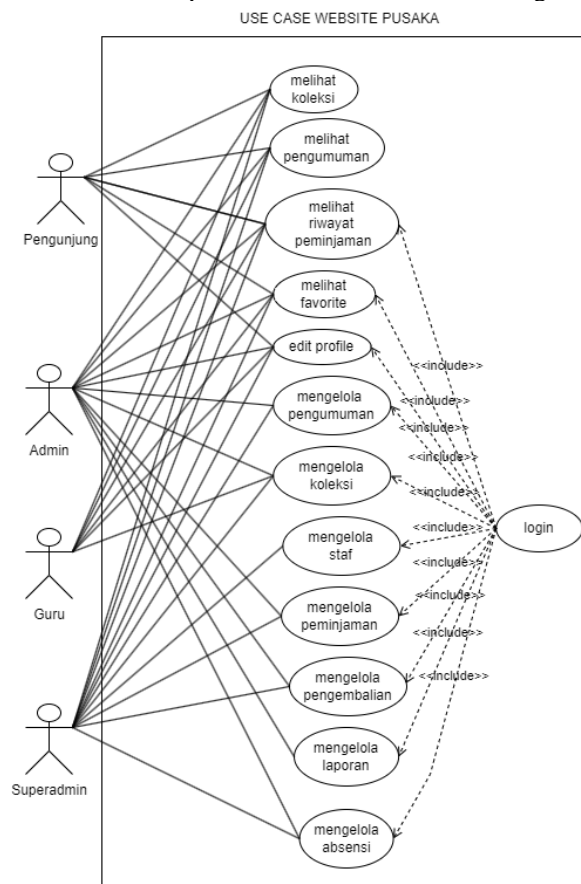 USE CASE WEBSITE PUSAKA
melihat
koleksi
melihat
pengumuman
Pengunjung
melihat
riwayat
peminjaman
melihat
favorite
edit profile
<<include>>
Admin
mengelola
pengumuman
<<include>>
<<include>>
mengelola
koleksi
<<include>>
<<include>>
Guru
mengelola
staf
<<include>>
login
<<include>>
mengelola
peminjaman
<<include>>
mengelola
pengembalian
<<include>>
Superadmin
mengelola
laporan
mengelola
absensi